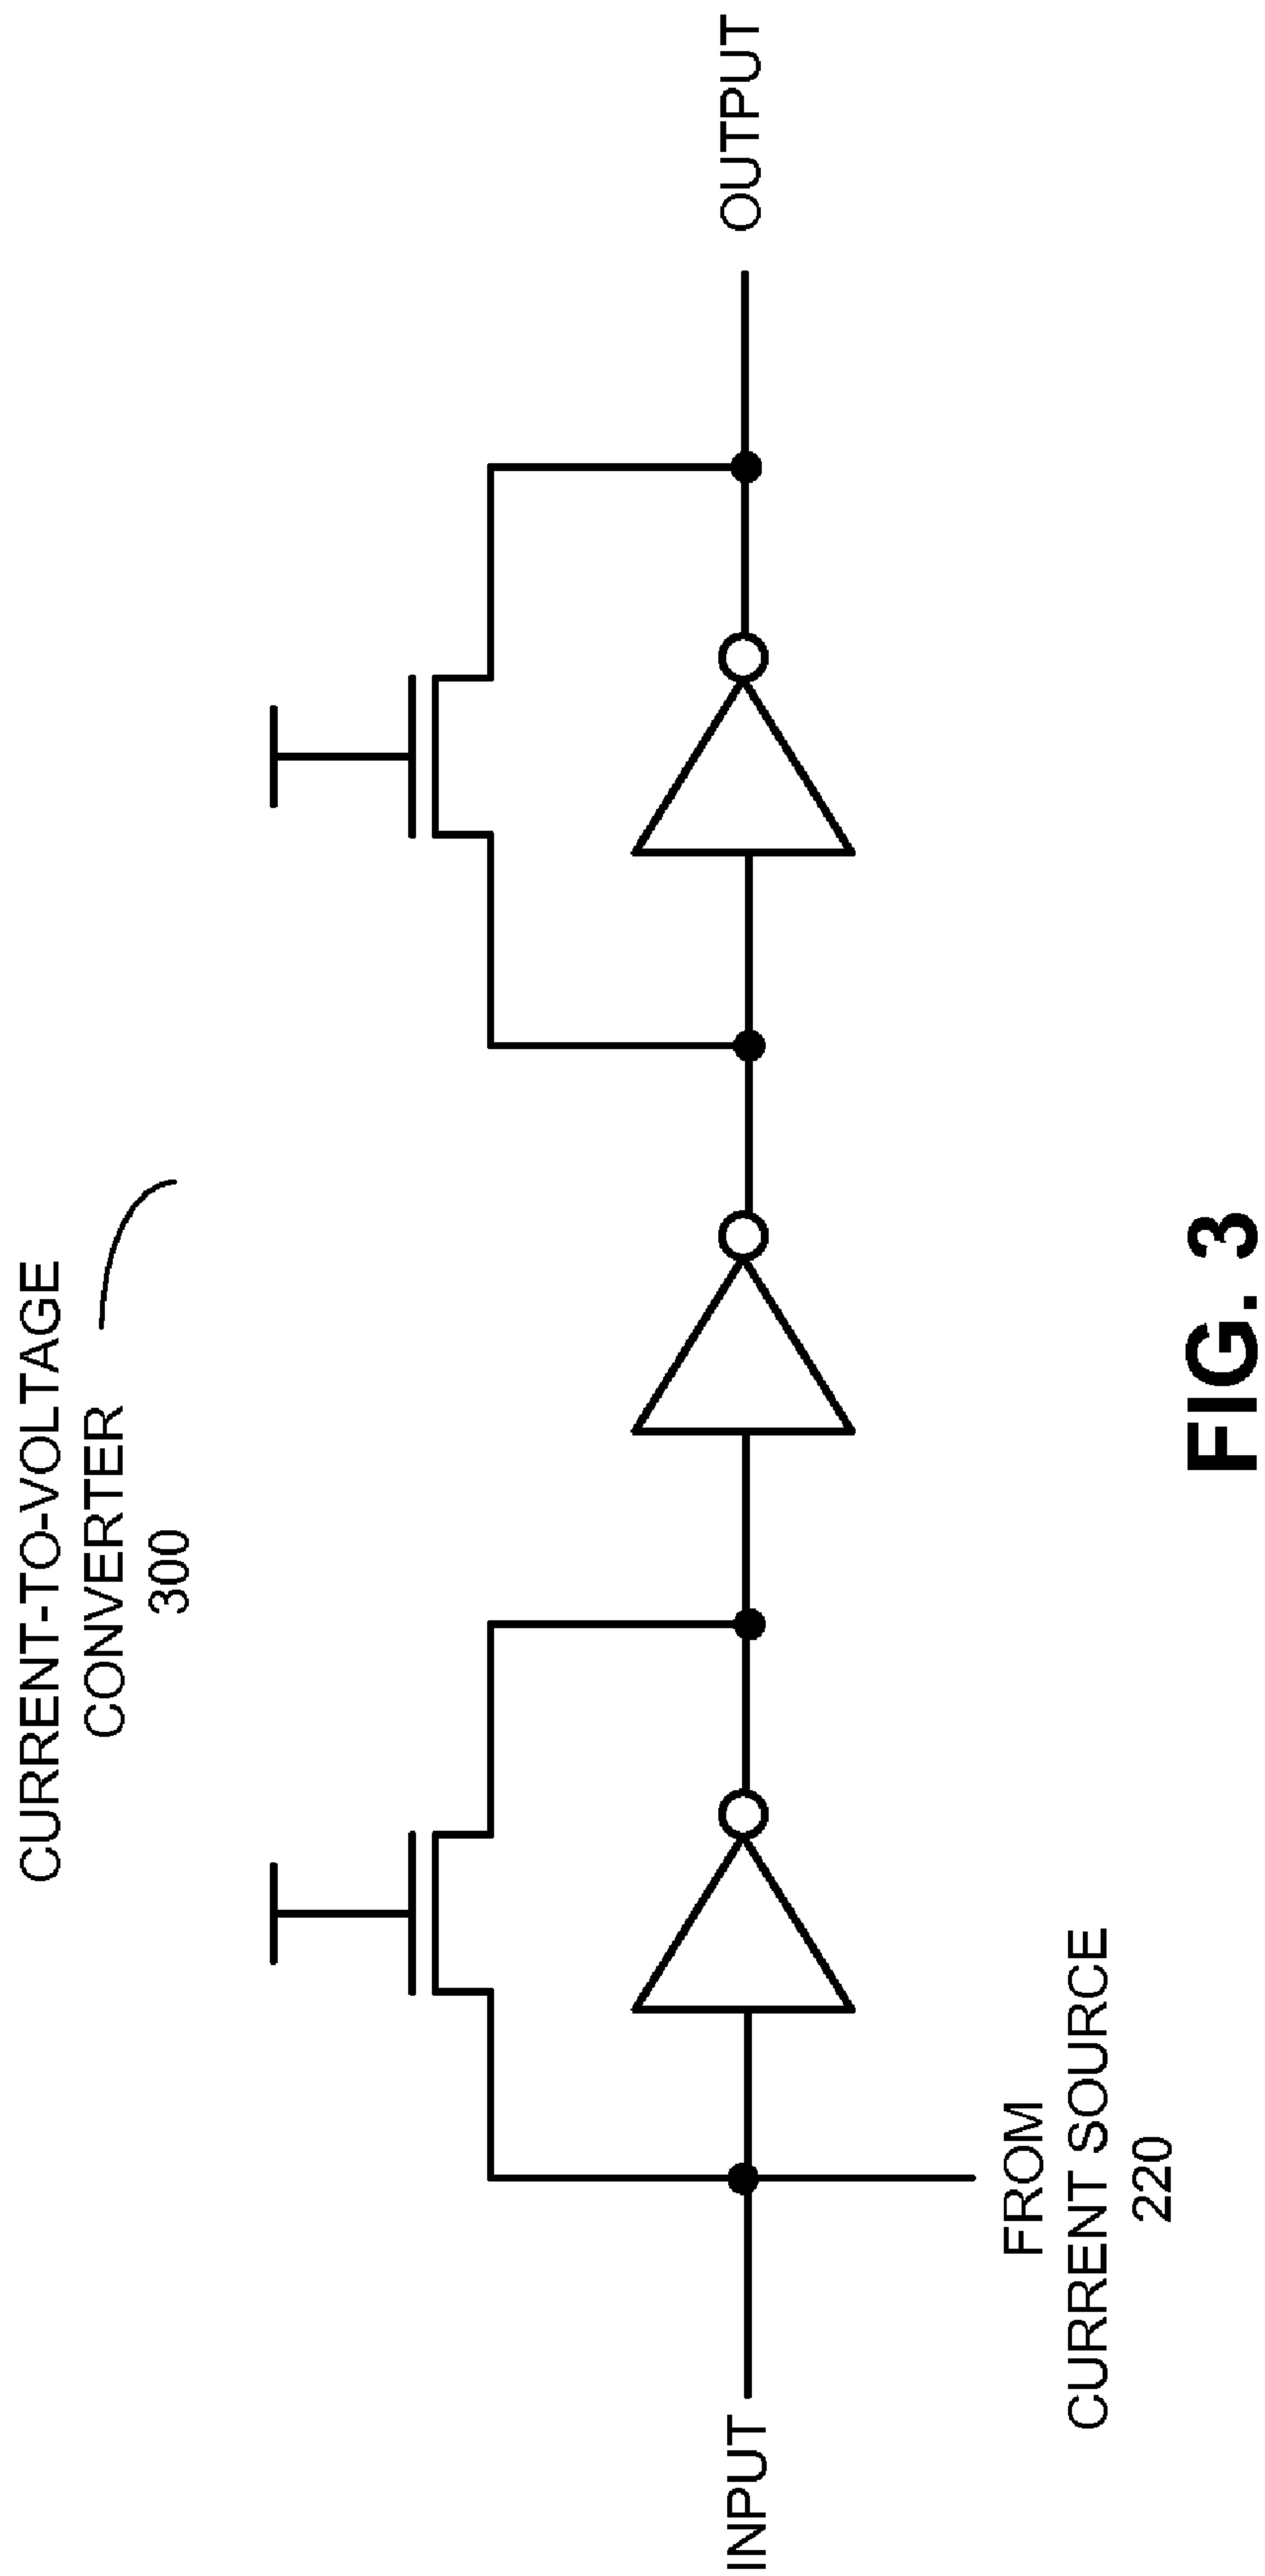 CURRENT-TO-VOLTAGE
CONVERTER
300
INPUT
OUTPUT
FROM
CURRENT SOURCE
220
FIG. 3